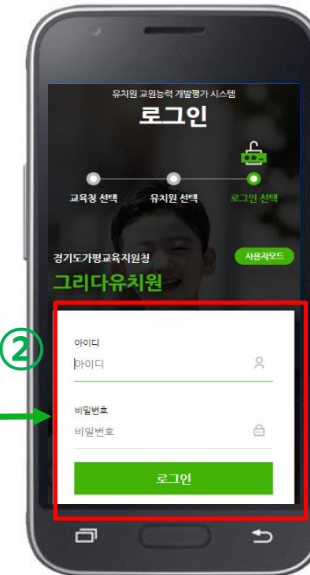 유치원 교원능력 개발평가 시스템
로그인
교육청 선택
유치원 선택
로그인 선택
경기도가평교육지원청
사용자모드
그리다유치원
②
아이디
아이디
비밀번호
비밀번호
로그인